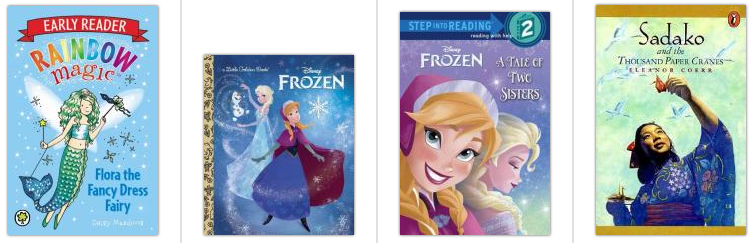 EARLY READER
RAINBOW
magic
Flora the
Fancy Dress
Fairy
Daisy Meadows
a Little Golden Book
Disney
FROZEN
STEP INTO READING
2
reading with help
Disney
FROZEN
A TALE OF
TWO
SISTERS
Sadako
and the
THOUSAND PAPER CRANES
ELEANOR COERR